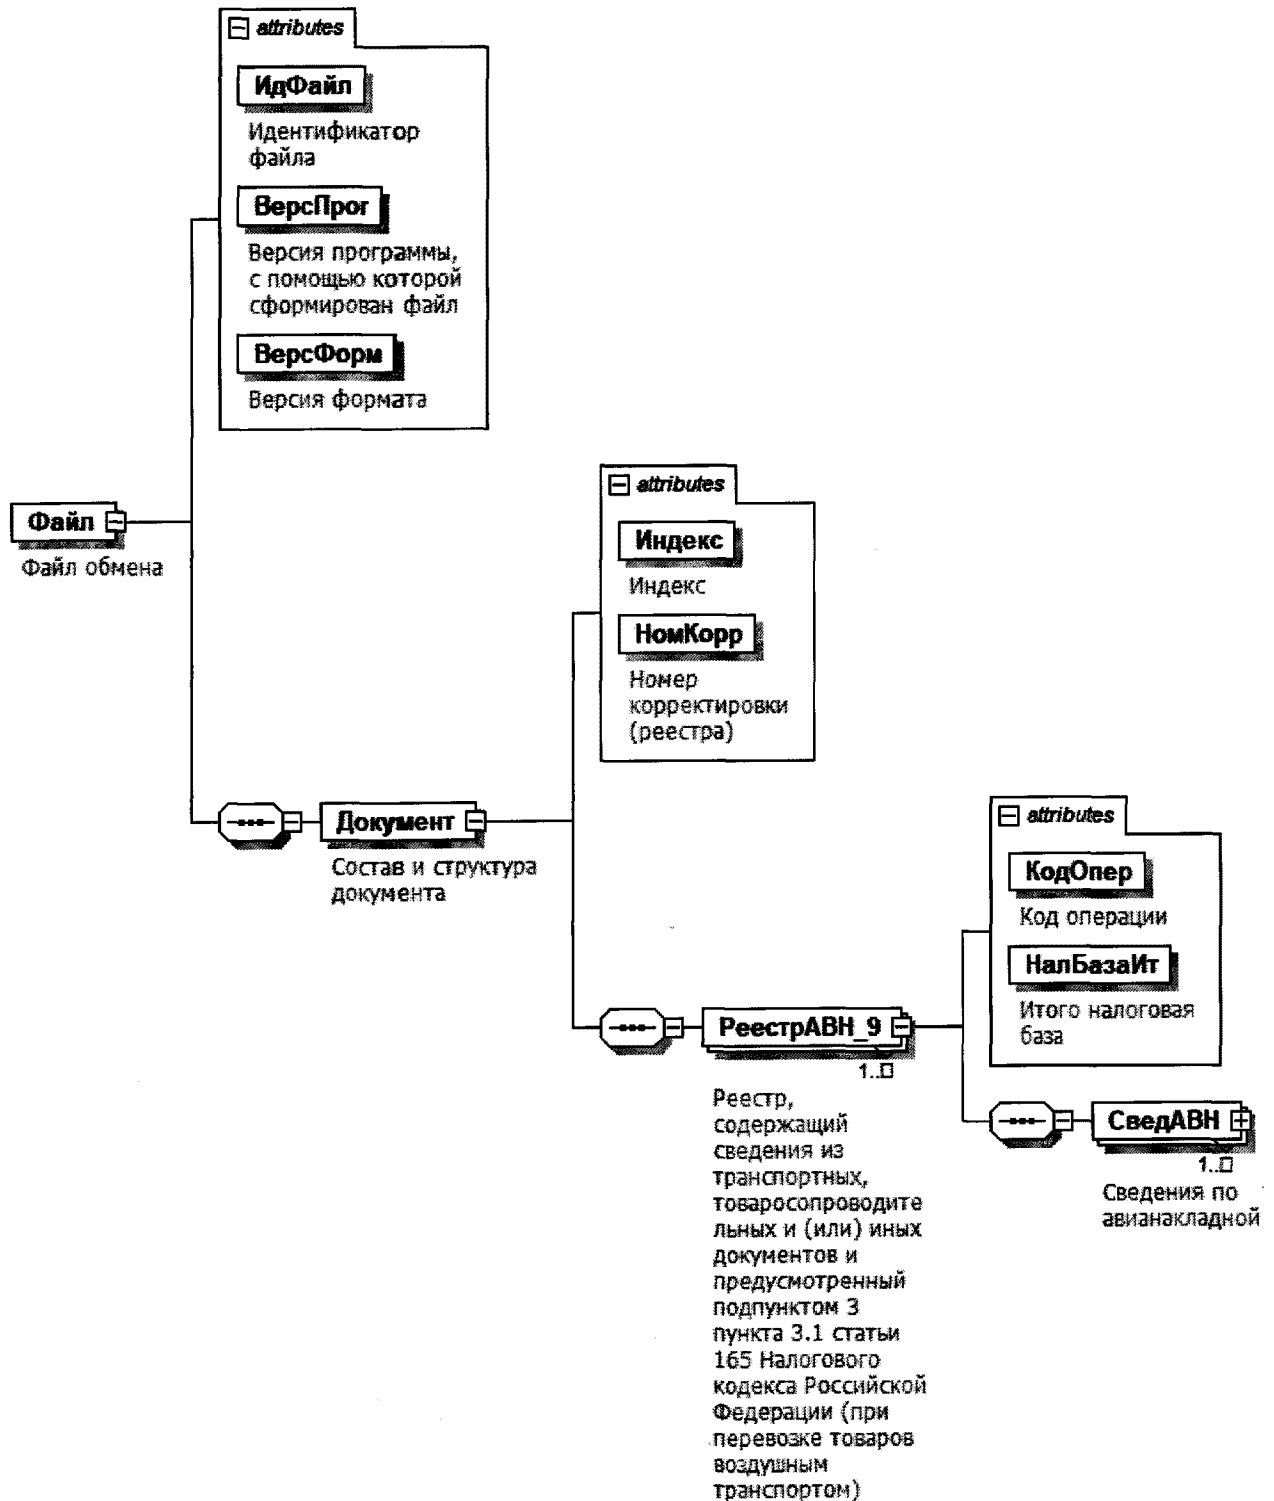 attributes
ИдФайл
Идентификатор
файла
ВерсПрог
Версия программы,
с помощью которой
сформирован файл
ВерсФорм
Версия формата
Файл
Файл обмена
attributes
Индекс
Индекс
НомКорр
Номер
корректировки
(реестра)
Документ
Состав и структура
документа
attributes
КодОпер
Код операции
НалБазаИт
Итого налоговая
база
РеестрАВН_9
1..□
Реестр,
содержащий
сведения из
транспортных,
товаросопроводите
льных и (или) иных
документов и
предусмотренный
подпунктом 3
пункта 3.1 статьи
165 Налогового
кодекса Российской
Федерации (при
перевозке товаров
воздушным
транспортом)
СведАВН
1..□
Сведения по
авианакладной